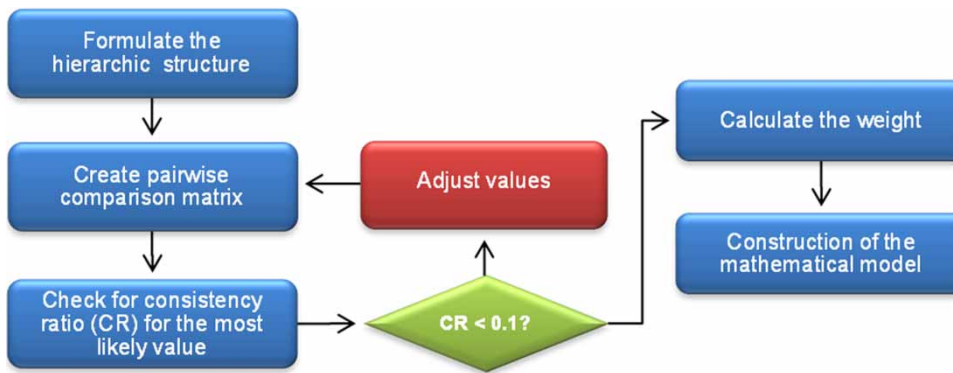 Formulate the
hierarchic structure
Create pairwise
comparison matrix
Check for consistency
ratio (CR) for the most
likely value
Adjust values
CR < 0.1?
Calculate the weight
Construction of the
mathematical model